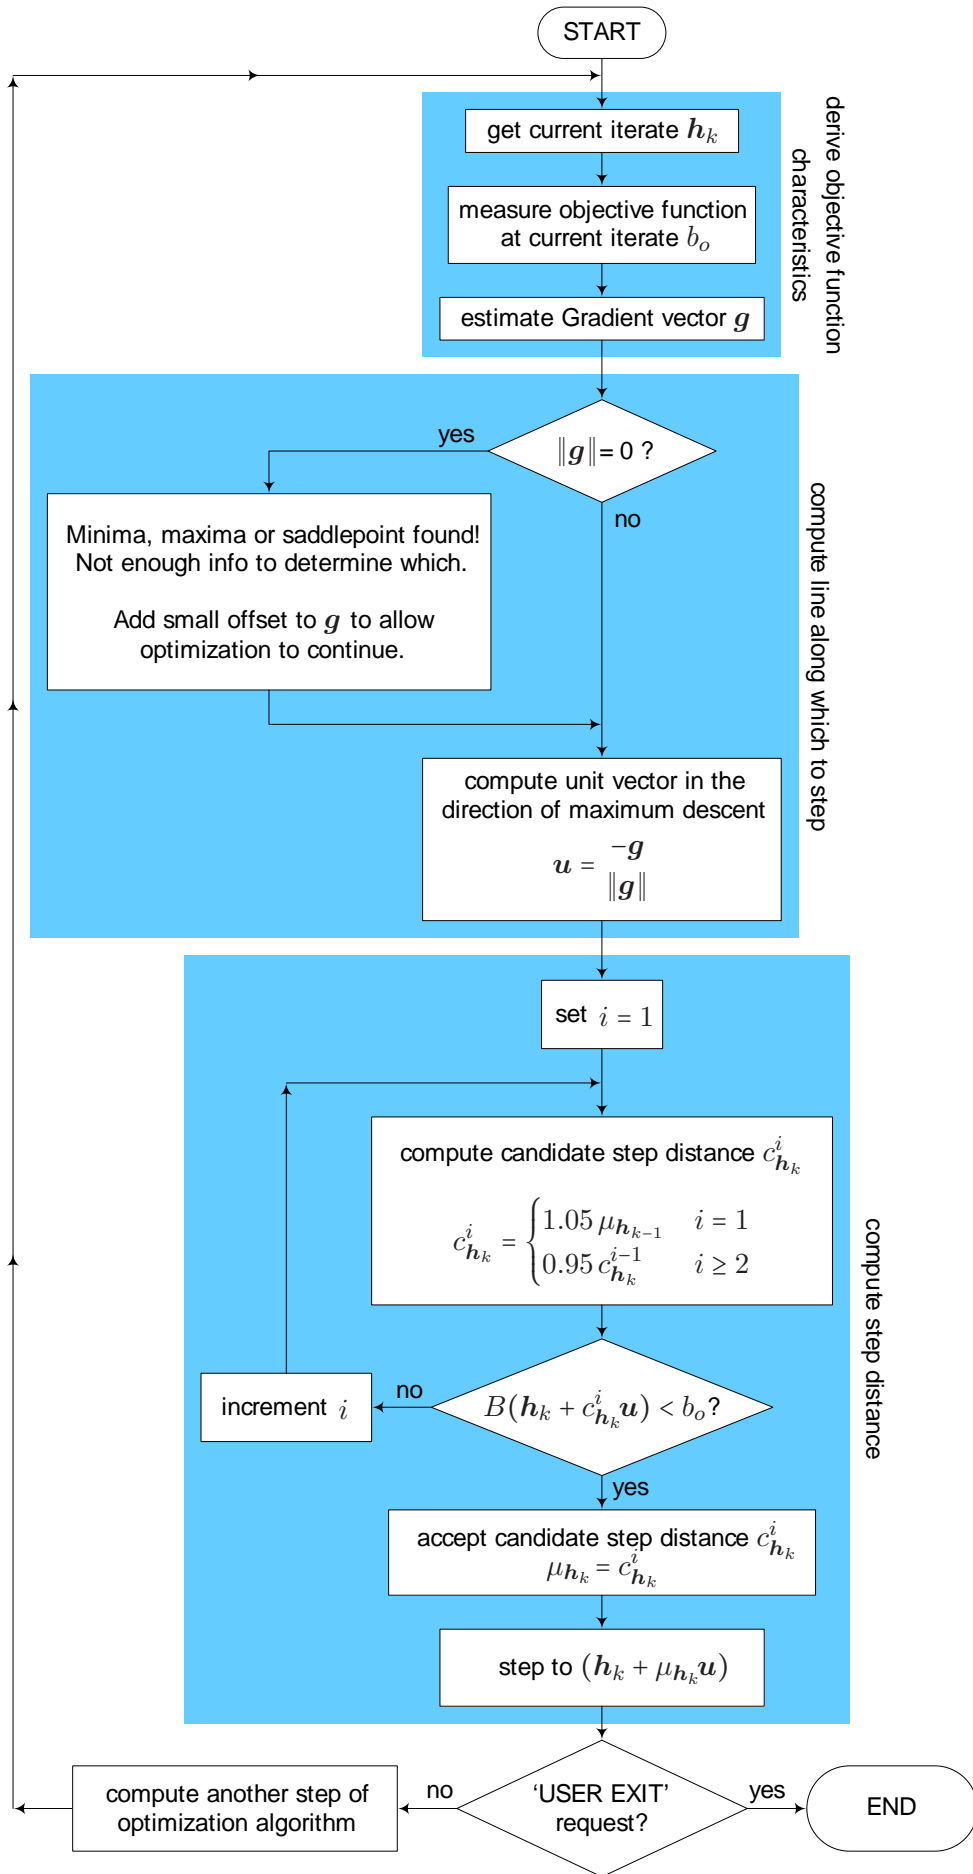 START
get current iterate h_k
measure objective function
at current iterate b_o
estimate Gradient vector g
derive objective function
characteristics
‖g‖ = 0 ?
yes
no
Minima, maxima or saddlepoint found!
Not enough info to determine which.
Add small offset to g to allow
optimization to continue.
compute unit vector in the
direction of maximum descent
u = -g / ‖g‖
compute line along which to step
set i = 1
compute candidate step distance c^i_{h_k}
c^i_{h_k} = { 1.05 μ_{h_{k-1}} i = 1
0.95 c^{i-1}_{h_k} i ≥ 2
B(h_k + c^i_{h_k} u) < b_o?
no
increment i
yes
accept candidate step distance c^i_{h_k}
μ_{h_k} = c^i_{h_k}
step to (h_k + μ_{h_k} u)
compute step distance
'USER EXIT'
request?
no
compute another step of
optimization algorithm
yes
END